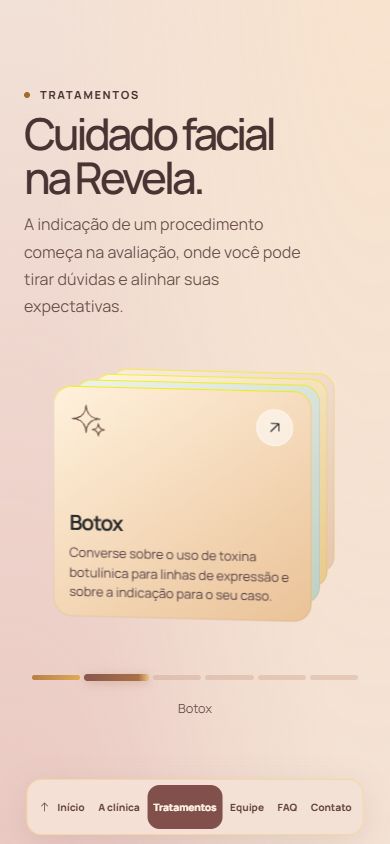 TRATAMENTOS
Cuidado facial
na Revela.
A indicação de um procedimento
começa na avaliação, onde você pode
tirar dúvidas e alinhar suas
expectativas.
Botox
Converse sobre o uso de toxina
botulínica para linhas de expressão e
sobre a indicação para o seu caso.
Botox
↑ Início A clínica Tratamentos Equipe FAQ Contato